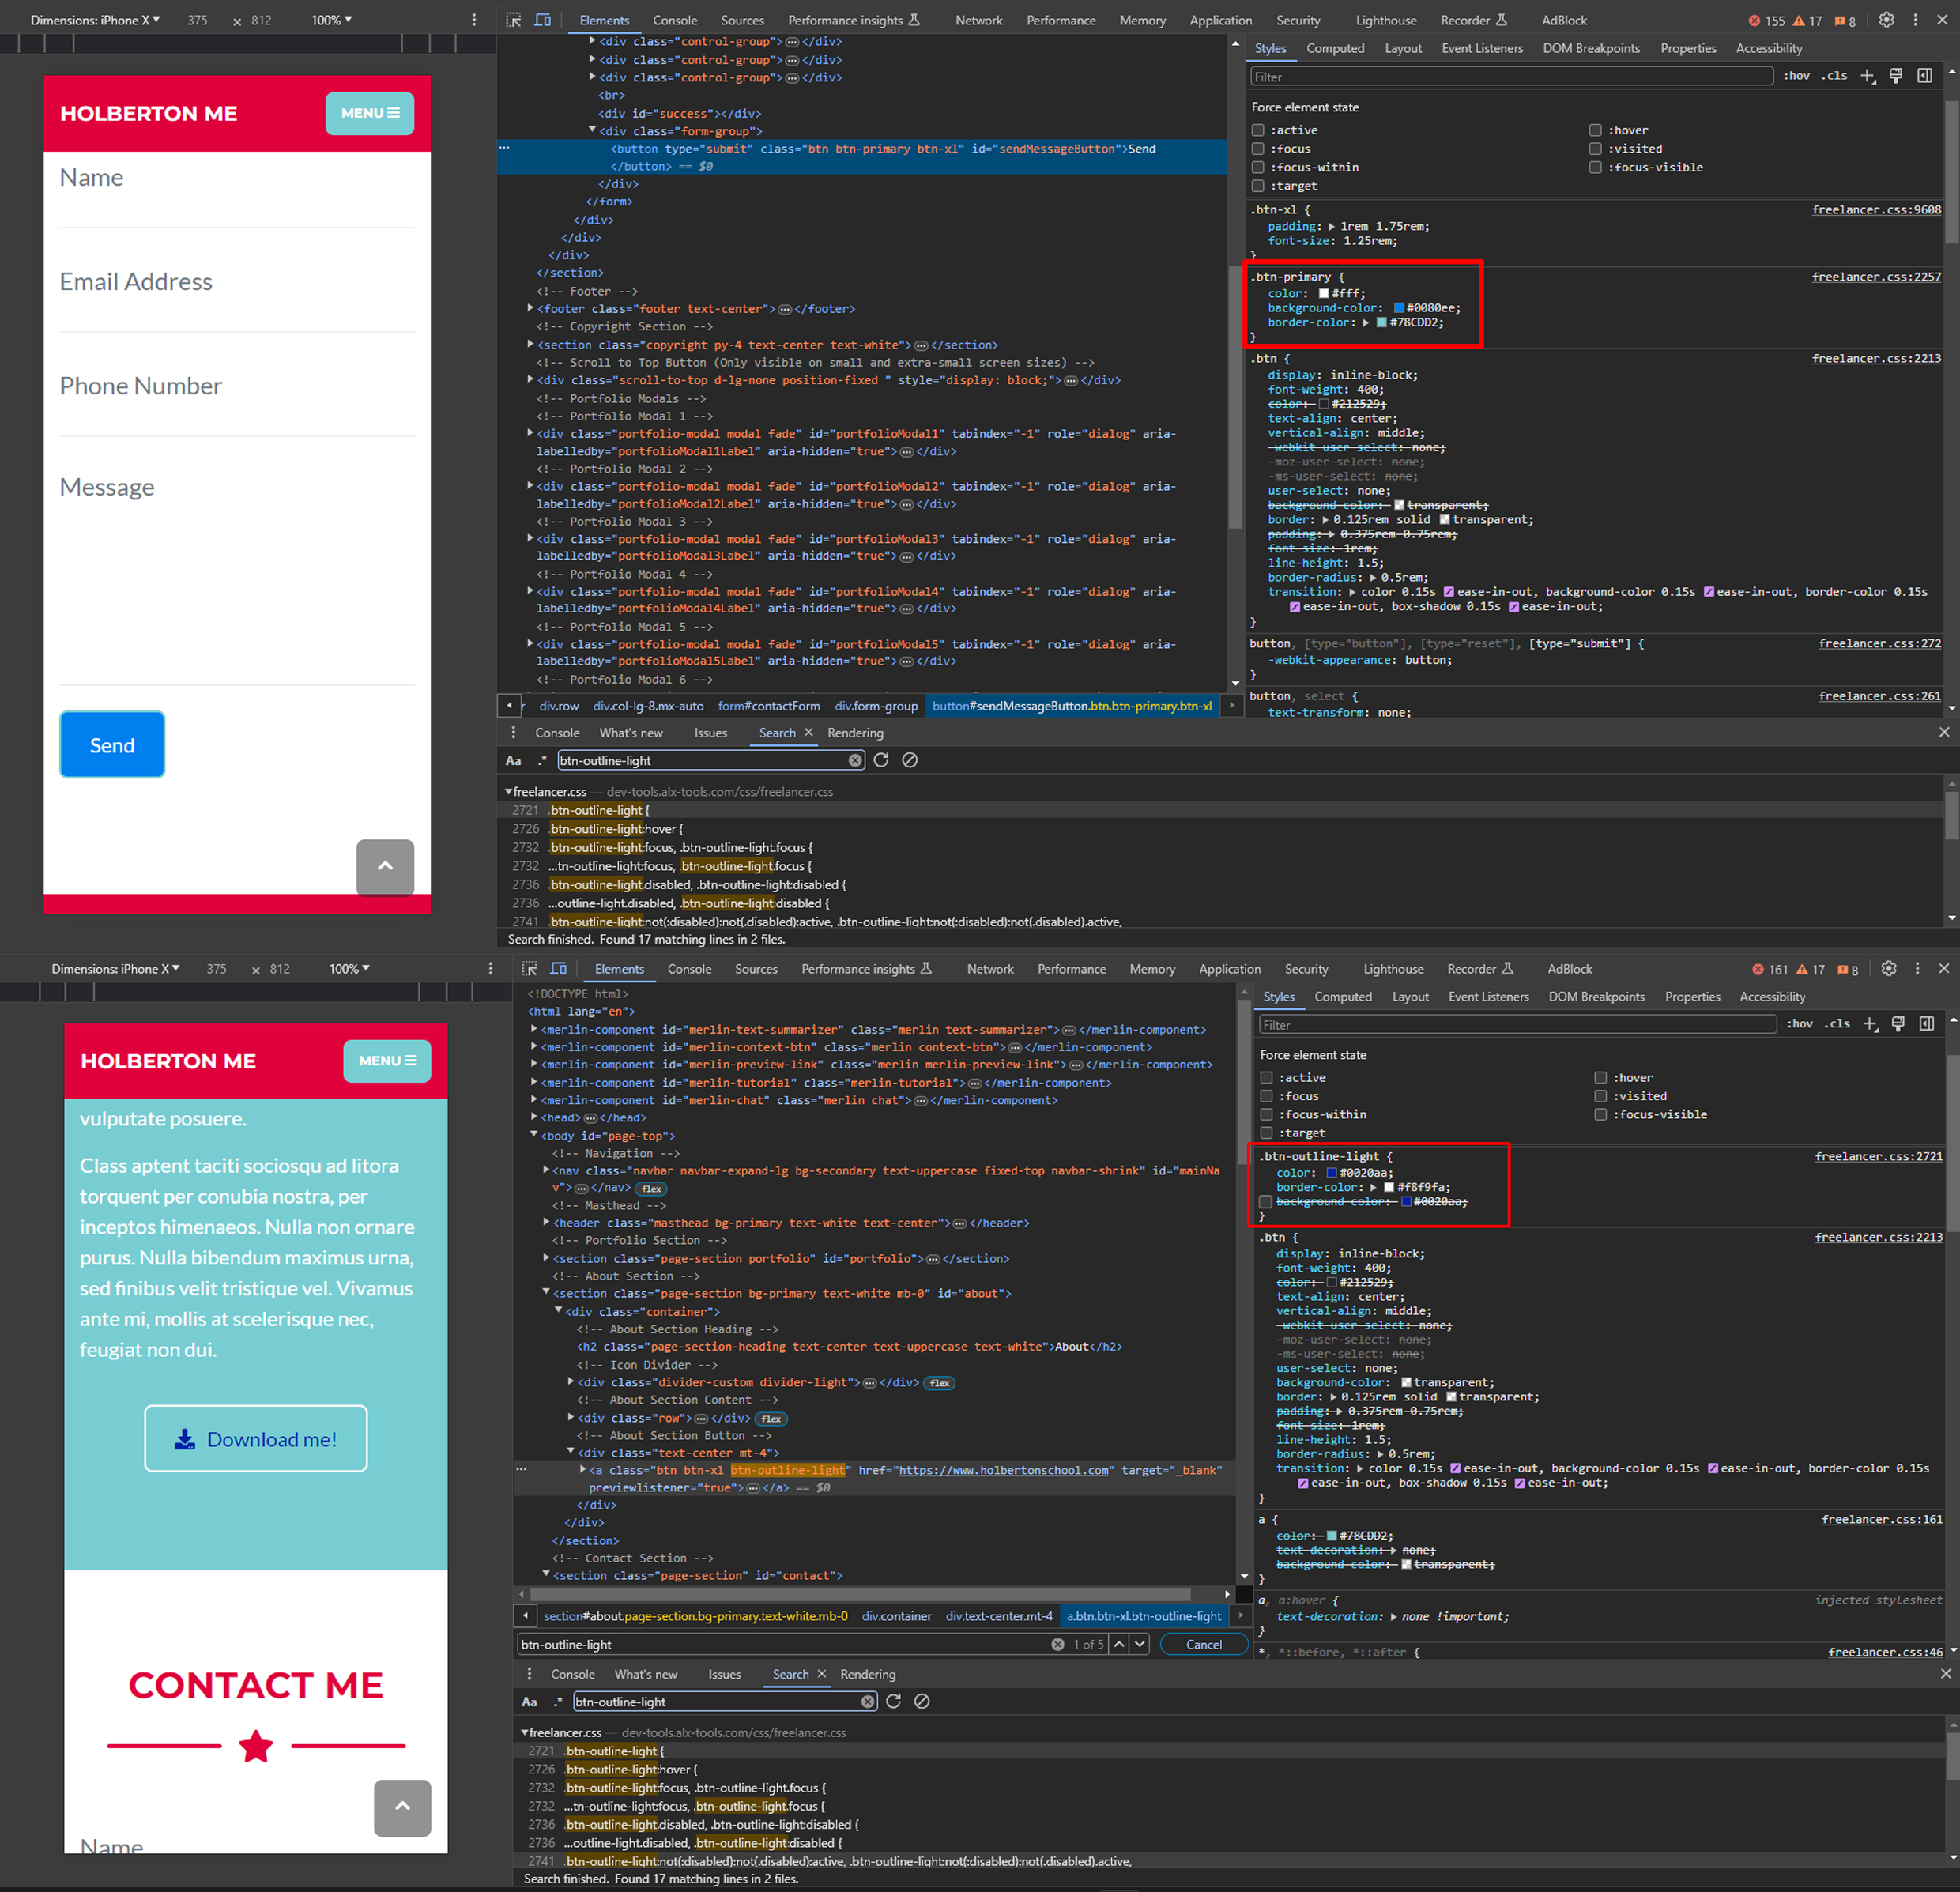 Dimensions: iPhone X ▼ 375 × 812 100% ▼
Elements Console Sources Performance insights Network Performance Memory Application Security Lighthouse Recorder AdBlock 155 17 8
HOLBERTON ME
MENU
Name
Email Address
Phone Number
Message
Send
<div class="control-group">…</div>
<div class="control-group">…</div>
<div class="control-group">…</div>
<br>
<div id="success"></div>
<div class="form-group">
<button type="submit" class="btn btn-primary btn-xl" id="sendMessageButton">Send
</button> == $0
</div>
</form>
</div>
</div>
</div>
</section>
<!-- Footer -->
<footer class="footer text-center">…</footer>
<!-- Copyright Section -->
<section class="copyright py-4 text-center text-white">…</section>
<!-- Scroll to Top Button (Only visible on small and extra-small screen sizes) -->
<div class="scroll-to-top d-lg-none position-fixed " style="display: block;">…</div>
<!-- Portfolio Modals -->
<!-- Portfolio Modal 1 -->
<div class="portfolio-modal modal fade" id="portfolioModal1" tabindex="-1" role="dialog" aria-
labelledby="portfolioModal1Label" aria-hidden="true">…</div>
<!-- Portfolio Modal 2 -->
<div class="portfolio-modal modal fade" id="portfolioModal2" tabindex="-1" role="dialog" aria-
labelledby="portfolioModal2Label" aria-hidden="true">…</div>
<!-- Portfolio Modal 3 -->
<div class="portfolio-modal modal fade" id="portfolioModal3" tabindex="-1" role="dialog" aria-
labelledby="portfolioModal3Label" aria-hidden="true">…</div>
<!-- Portfolio Modal 4 -->
<div class="portfolio-modal modal fade" id="portfolioModal4" tabindex="-1" role="dialog" aria-
labelledby="portfolioModal4Label" aria-hidden="true">…</div>
<!-- Portfolio Modal 5 -->
<div class="portfolio-modal modal fade" id="portfolioModal5" tabindex="-1" role="dialog" aria-
labelledby="portfolioModal5Label" aria-hidden="true">…</div>
<!-- Portfolio Modal 6 -->
r div.row div.col-lg-8.mx-auto form#contactForm div.form-group button#sendMessageButton.btn.btn-primary.btn-xl
Styles Computed Layout Event Listeners DOM Breakpoints Properties Accessibility
Filter :hov .cls
Force element state
:active :hover
:focus :visited
:focus-within :focus-visible
:target
.btn-xl { freelancer.css:9608
padding: 1rem 1.75rem;
font-size: 1.25rem;
}
.btn-primary { freelancer.css:2257
color: #fff;
background-color: #0080ee;
border-color: #78CDD2;
}
.btn { freelancer.css:2213
display: inline-block;
font-weight: 400;
color: #212529;
text-align: center;
vertical-align: middle;
-webkit-user-select: none;
-moz-user-select: none;
-ms-user-select: none;
user-select: none;
background-color: transparent;
border: 0.125rem solid transparent;
padding: 0.375rem 0.75rem;
font-size: 1rem;
line-height: 1.5;
border-radius: 0.5rem;
transition: color 0.15s ease-in-out, background-color 0.15s ease-in-out, border-color 0.15s
ease-in-out, box-shadow 0.15s ease-in-out;
}
button, [type="button"], [type="reset"], [type="submit"] { freelancer.css:272
-webkit-appearance: button;
}
button, select { freelancer.css:261
text-transform: none;
Console What's new Issues Search × Rendering
Aa .* btn-outline-light
freelancer.css — dev-tools.alx-tools.com/css/freelancer.css
2721 .btn-outline-light {
2726 .btn-outline-light:hover {
2732 .btn-outline-light:focus, .btn-outline-light.focus {
2732 …tn-outline-light:focus, .btn-outline-light.focus {
2736 .btn-outline-light.disabled, .btn-outline-light:disabled {
2736 …outline-light.disabled, .btn-outline-light:disabled {
2741 .btn-outline-light:not(:disabled):not(.disabled):active, .btn-outline-light:not(:disabled):not(.disabled).active,
Search finished. Found 17 matching lines in 2 files.
Dimensions: iPhone X ▼ 375 × 812 100% ▼
Elements Console Sources Performance insights Network Performance Memory Application Security Lighthouse Recorder AdBlock 161 17 8
HOLBERTON ME
MENU
vulputate posuere.
Class aptent taciti sociosqu ad litora
torquent per conubia nostra, per
inceptos himenaeos. Nulla non ornare
purus. Nulla bibendum maximus urna,
sed finibus velit tristique vel. Vivamus
ante mi, mollis at scelerisque nec,
feugiat non dui.
Download me!
CONTACT ME
Name
<!DOCTYPE html>
<html lang="en">
<merlin-component id="merlin-text-summarizer" class="merlin text-summarizer">…</merlin-component>
<merlin-component id="merlin-context-btn" class="merlin context-btn">…</merlin-component>
<merlin-component id="merlin-preview-link" class="merlin merlin-preview-link">…</merlin-component>
<merlin-component id="merlin-tutorial" class="merlin-tutorial">…</merlin-component>
<merlin-component id="merlin-chat" class="merlin chat">…</merlin-component>
<head>…</head>
<body id="page-top">
<!-- Navigation -->
<nav class="navbar navbar-expand-lg bg-secondary text-uppercase fixed-top navbar-shrink" id="mainNa
v">…</nav> flex
<!-- Masthead -->
<header class="masthead bg-primary text-white text-center">…</header>
<!-- Portfolio Section -->
<section class="page-section portfolio" id="portfolio">…</section>
<!-- About Section -->
<section class="page-section bg-primary text-white mb-0" id="about">
<div class="container">
<!-- About Section Heading -->
<h2 class="page-section-heading text-center text-uppercase text-white">About</h2>
<!-- Icon Divider -->
<div class="divider-custom divider-light">…</div> flex
<!-- About Section Content -->
<div class="row">…</div> flex
<!-- About Section Button -->
<div class="text-center mt-4">
<a class="btn btn-xl btn-outline-light" href="https://www.holbertonschool.com" target="_blank"
previewlistener="true">…</a> == $0
</div>
</div>
</section>
<!-- Contact Section -->
<section class="page-section" id="contact">
section#about.page-section.bg-primary.text-white.mb-0 div.container div.text-center.mt-4 a.btn.btn-xl.btn-outline-light
btn-outline-light 1 of 5 Cancel
Styles Computed Layout Event Listeners DOM Breakpoints Properties Accessibility
Filter :hov .cls
Force element state
:active :hover
:focus :visited
:focus-within :focus-visible
:target
.btn-outline-light { freelancer.css:2721
color: #0020aa;
border-color: #f8f9fa;
background-color: #0020aa;
}
.btn { freelancer.css:2213
display: inline-block;
font-weight: 400;
color: #212529;
text-align: center;
vertical-align: middle;
-webkit-user-select: none;
-moz-user-select: none;
-ms-user-select: none;
user-select: none;
background-color: transparent;
border: 0.125rem solid transparent;
padding: 0.375rem 0.75rem;
font-size: 1rem;
line-height: 1.5;
border-radius: 0.5rem;
transition: color 0.15s ease-in-out, background-color 0.15s ease-in-out, border-color 0.15s
ease-in-out, box-shadow 0.15s ease-in-out;
}
a { freelancer.css:161
color: #78CDD2;
text-decoration: none;
background-color: transparent;
}
a, a:hover { injected stylesheet
text-decoration: none !important;
}
*, *::before, *::after { freelancer.css:46
Console What's new Issues Search × Rendering
Aa .* btn-outline-light
freelancer.css — dev-tools.alx-tools.com/css/freelancer.css
2721 .btn-outline-light {
2726 .btn-outline-light:hover {
2732 .btn-outline-light:focus, .btn-outline-light.focus {
2732 …tn-outline-light:focus, .btn-outline-light.focus {
2736 .btn-outline-light.disabled, .btn-outline-light:disabled {
2736 …outline-light.disabled, .btn-outline-light:disabled {
2741 .btn-outline-light:not(:disabled):not(.disabled):active, .btn-outline-light:not(:disabled):not(.disabled).active,
Search finished. Found 17 matching lines in 2 files.